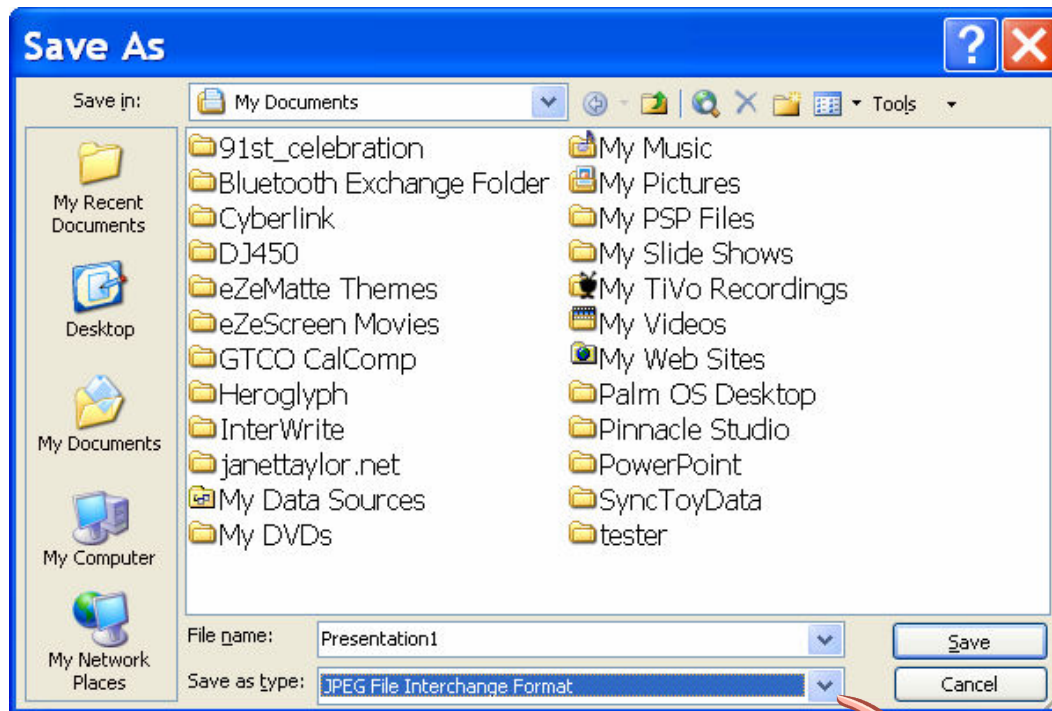 Save As
Save in:
My Documents
Tools
My Recent
Documents
Desktop
My Documents
My Computer
My Network
Places
91st_celebration
Bluetooth Exchange Folder
Cyberlink
DJ450
eZeMatte Themes
eZeScreen Movies
GTCO CalComp
Heroglyph
InterWrite
janettaylor.net
My Data Sources
My DVDs
My Music
My Pictures
My PSP Files
My Slide Shows
My TiVo Recordings
My Videos
My Web Sites
Palm OS Desktop
Pinnacle Studio
PowerPoint
SyncToyData
tester
File name:
Presentation1
Save
Save as type:
JPEG File Interchange Format
Cancel